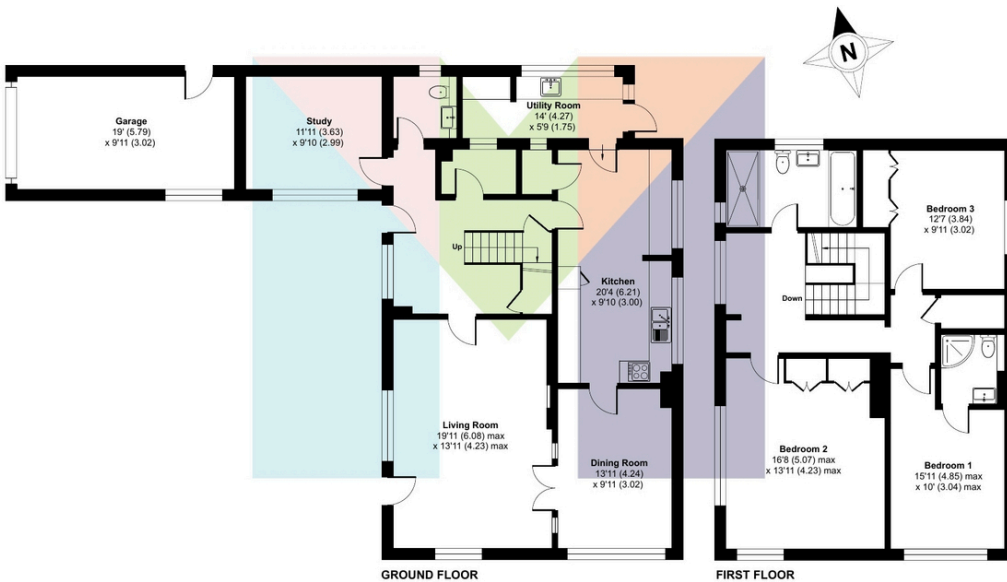 N
Garage
19' (5.79)
x 9'11 (3.02)
Study
11'11 (3.63)
x 9'10 (2.99)
Utility Room
14' (4.27)
x 5'9 (1.75)
Up
Kitchen
20'4 (6.21)
x 9'10 (3.00)
Living Room
19'11 (6.08) max
x 13'11 (4.23) max
Dining Room
13'11 (4.24)
x 9'11 (3.02)
GROUND FLOOR
Bedroom 3
12'7 (3.84)
x 9'11 (3.02)
Down
Bedroom 2
16'8 (5.07) max
x 13'11 (4.23) max
Bedroom 1
15'11 (4.85) max
x 10' (3.04) max
FIRST FLOOR